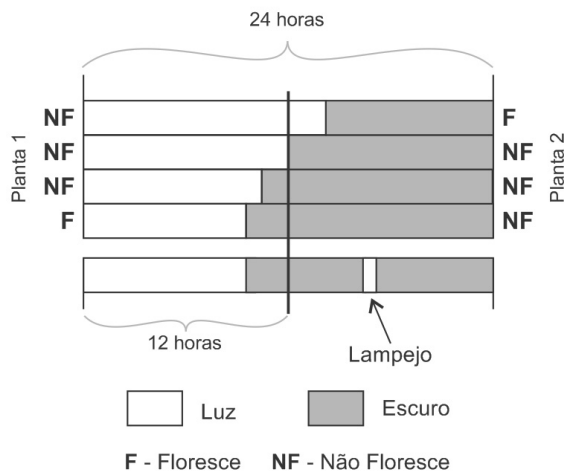 24 horas
Planta 1
NF F
NF NF
NF NF
F NF
Planta 2
12 horas
Lampejo
Luz Escuro
F - Floresce NF - Não Floresce